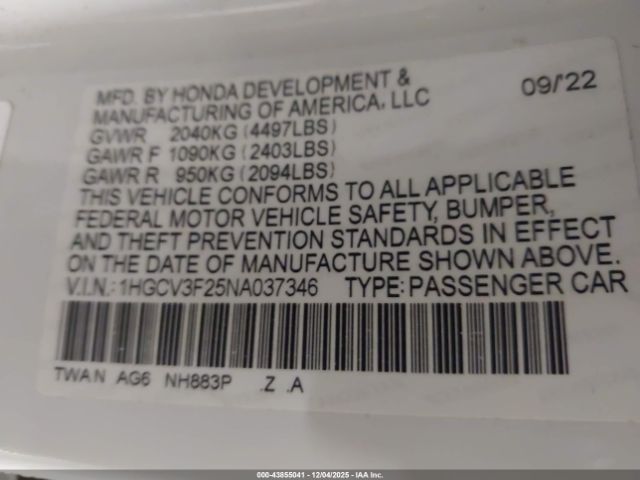 MFD. BY HONDA DEVELOPMENT &
MANUFACTURING OF AMERICA, LLC 09/'22
GVWR 2040KG (4497LBS)
GAWR F 1090KG (2403LBS)
GAWR R 950KG (2094LBS)
THIS VEHICLE CONFORMS TO ALL APPLICABLE
FEDERAL MOTOR VEHICLE SAFETY, BUMPER,
AND THEFT PREVENTION STANDARDS IN EFFECT
ON THE DATE OF MANUFACTURE SHOWN ABOVE.
V.I.N.: 1HGCV3F25NA037346 TYPE: PASSENGER CAR
TWAN AG6 NH883P .Z .A
000-43855041 - 12/04/2025 - IAA Inc.